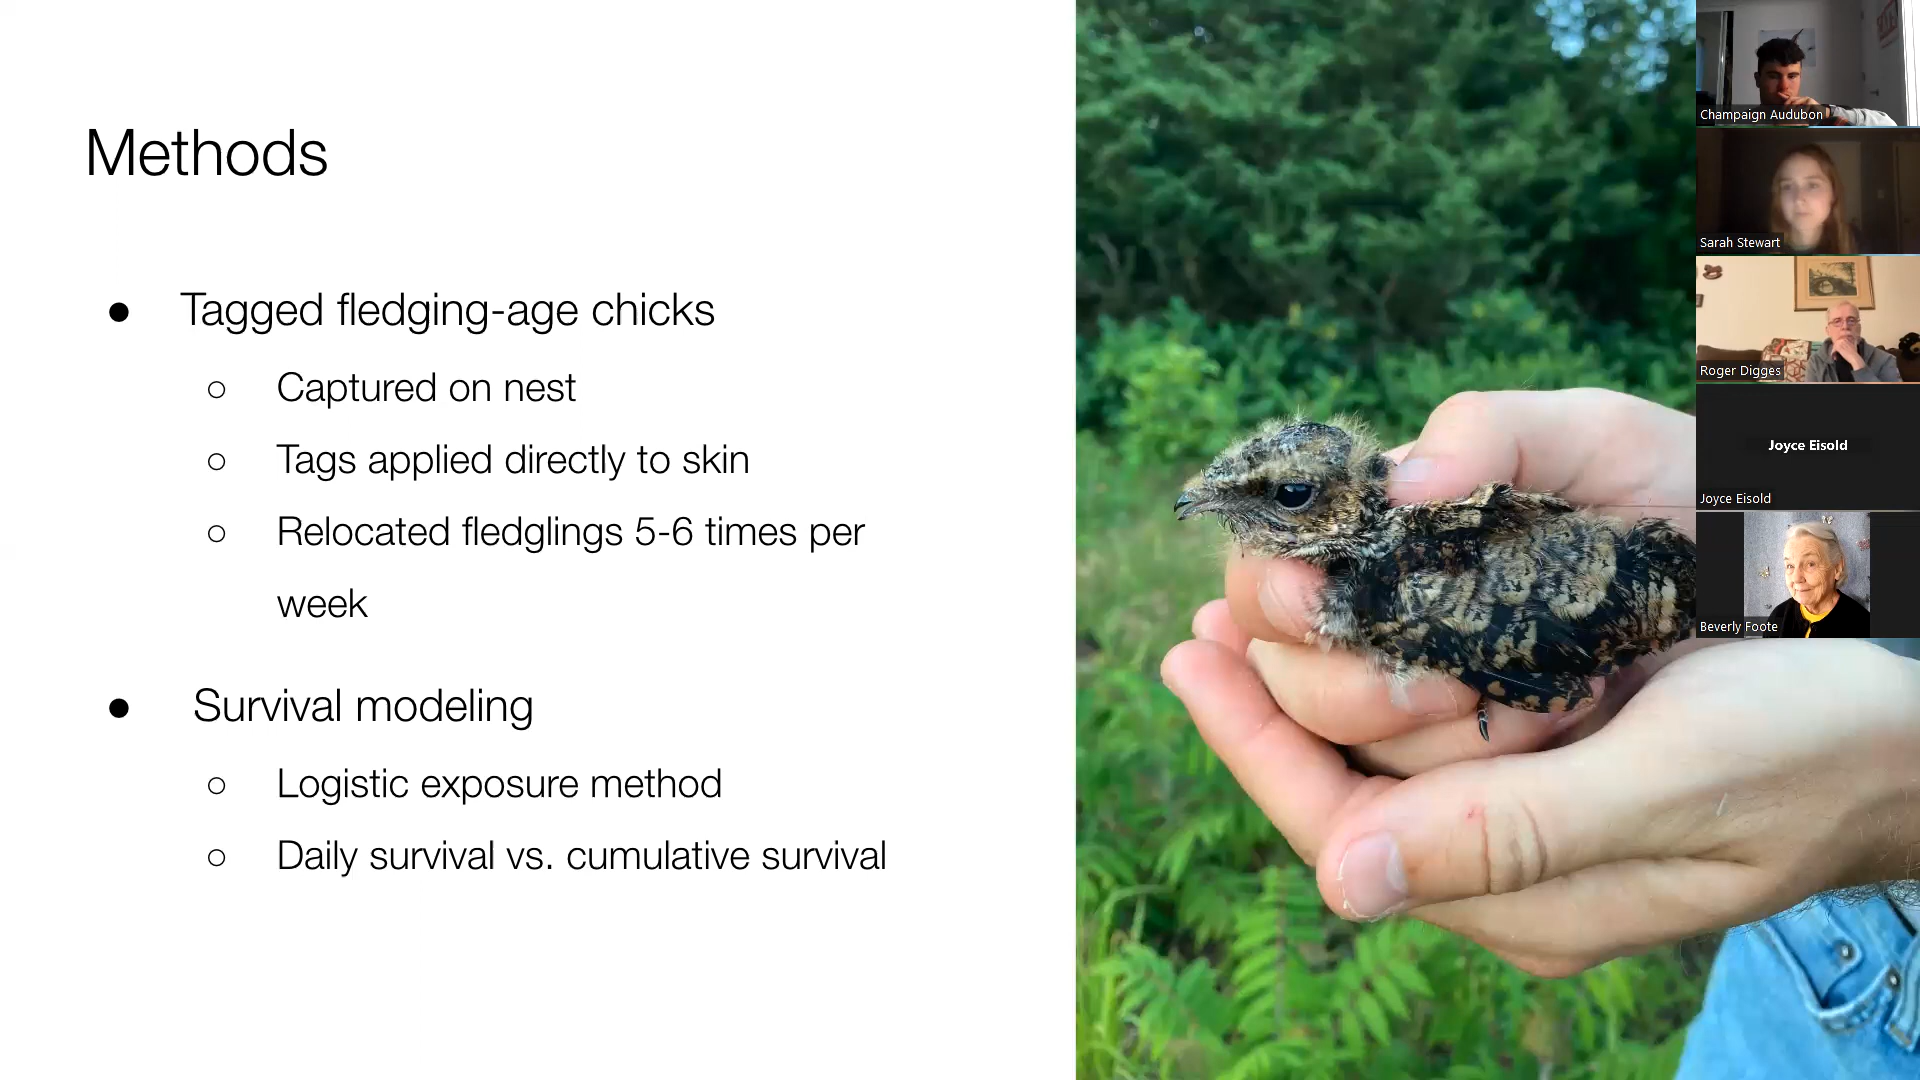 Methods
● Tagged fledging-age chicks
○ Captured on nest
○ Tags applied directly to skin
○ Relocated fledglings 5-6 times per
week
● Survival modeling
○ Logistic exposure method
○ Daily survival vs. cumulative survival
Champaign Audubon
Sarah Stewart
Roger Digges
Joyce Eisold
Joyce Eisold
Beverly Foote